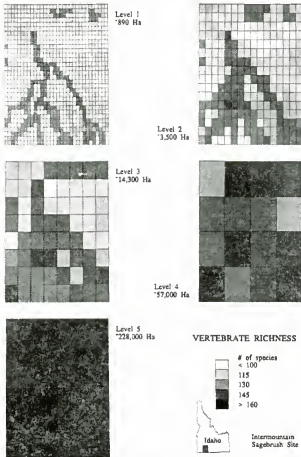 Level 1
~890 Ha
Level 2
~3,500 Ha
Level 3
~14,300 Ha
Level 4
~57,000 Ha
Level 5
~228,000 Ha
VERTEBRATE RICHNESS
# of species
< 100
115
130
145
> 160
Idaho
Intermountain
Sagebrush Site